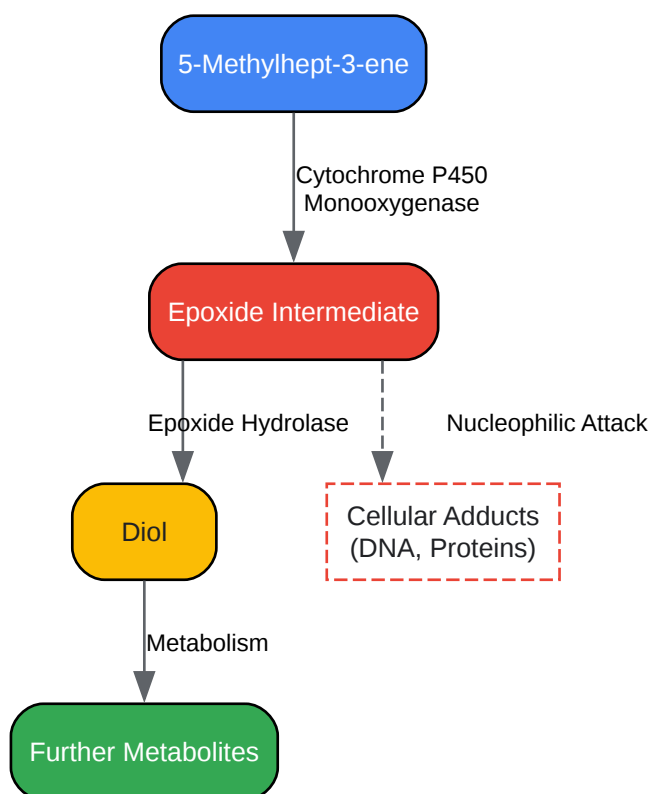 5-Methylhept-3-ene
Cytochrome P450
Monooxygenase
Epoxide Intermediate
Epoxide Hydrolase
Nucleophilic Attack
Diol
Cellular Adducts
(DNA, Proteins)
Metabolism
Further Metabolites